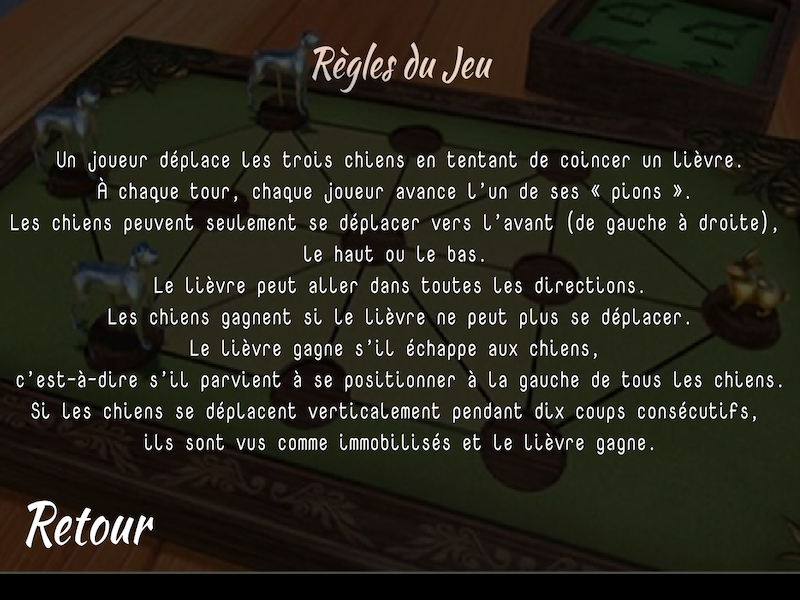 Règles du Jeu
Un joueur déplace les trois chiens en tentant de coincer un lièvre.
À chaque tour, chaque joueur avance l'un de ses « pions ».
Les chiens peuvent seulement se déplacer vers l'avant (de gauche à droite),
le haut ou le bas.
Le lièvre peut aller dans toutes les directions.
Les chiens gagnent si le lièvre ne peut plus se déplacer.
Le lièvre gagne s'il échappe aux chiens,
c'est-à-dire s'il parvient à se positionner à la gauche de tous les chiens.
Si les chiens se déplacent verticalement pendant dix coups consécutifs,
ils sont vus comme immobilisés et le lièvre gagne.
Retour